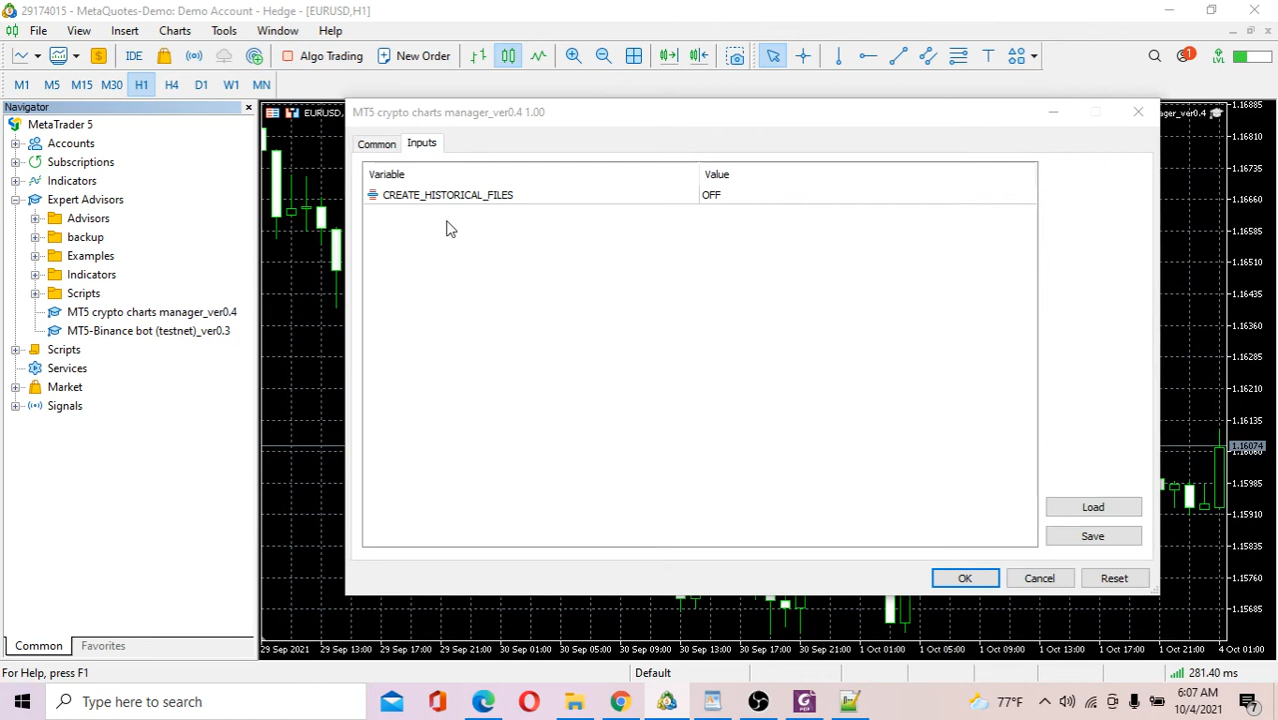 29174015 - MetaQuotes-Demo: Demo Account - Hedge - [EURUSD,H1]
File View Insert Charts Tools Window Help
IDE Algo Trading New Order LVL 1
M1 M5 M15 M30 H1 H4 D1 W1 MN
Navigator
MetaTrader 5
Accounts
Subscriptions
Indicators
Expert Advisors
Advisors
backup
Examples
Indicators
Scripts
MT5 crypto charts manager_ver0.4
MT5-Binance bot (testnet)_ver0.3
Scripts
Services
Market
Signals
Common Favorites
EURUSD,
MT5 crypto charts manager_ver0.4 1.00
Common Inputs
Variable Value
CREATE_HISTORICAL_FILES OFF
Load
Save
OK Cancel Reset
ger_ver0.4
1.16885
1.16810
1.16735
1.16660
1.16585
1.16510
1.16435
1.16360
1.16285
1.16210
1.16135
1.16074
1.16060
1.15985
1.15910
1.15835
1.15760
1.15685
29 Sep 2021 29 Sep 13:00 29 Sep 17:00 29 Sep 21:00 30 Sep 01:00 30 Sep 05:00 30 Sep 09:00 30 Sep 13:00 30 Sep 17:00 30 Sep 21:00 1 Oct 01:00 1 Oct 05:00 1 Oct 09:00 1 Oct 13:00 1 Oct 17:00 1 Oct 21:00 4 Oct 01:00
For Help, press F1 Default 281.40 ms
Type here to search 77°F 6:07 AM
10/4/2021 7